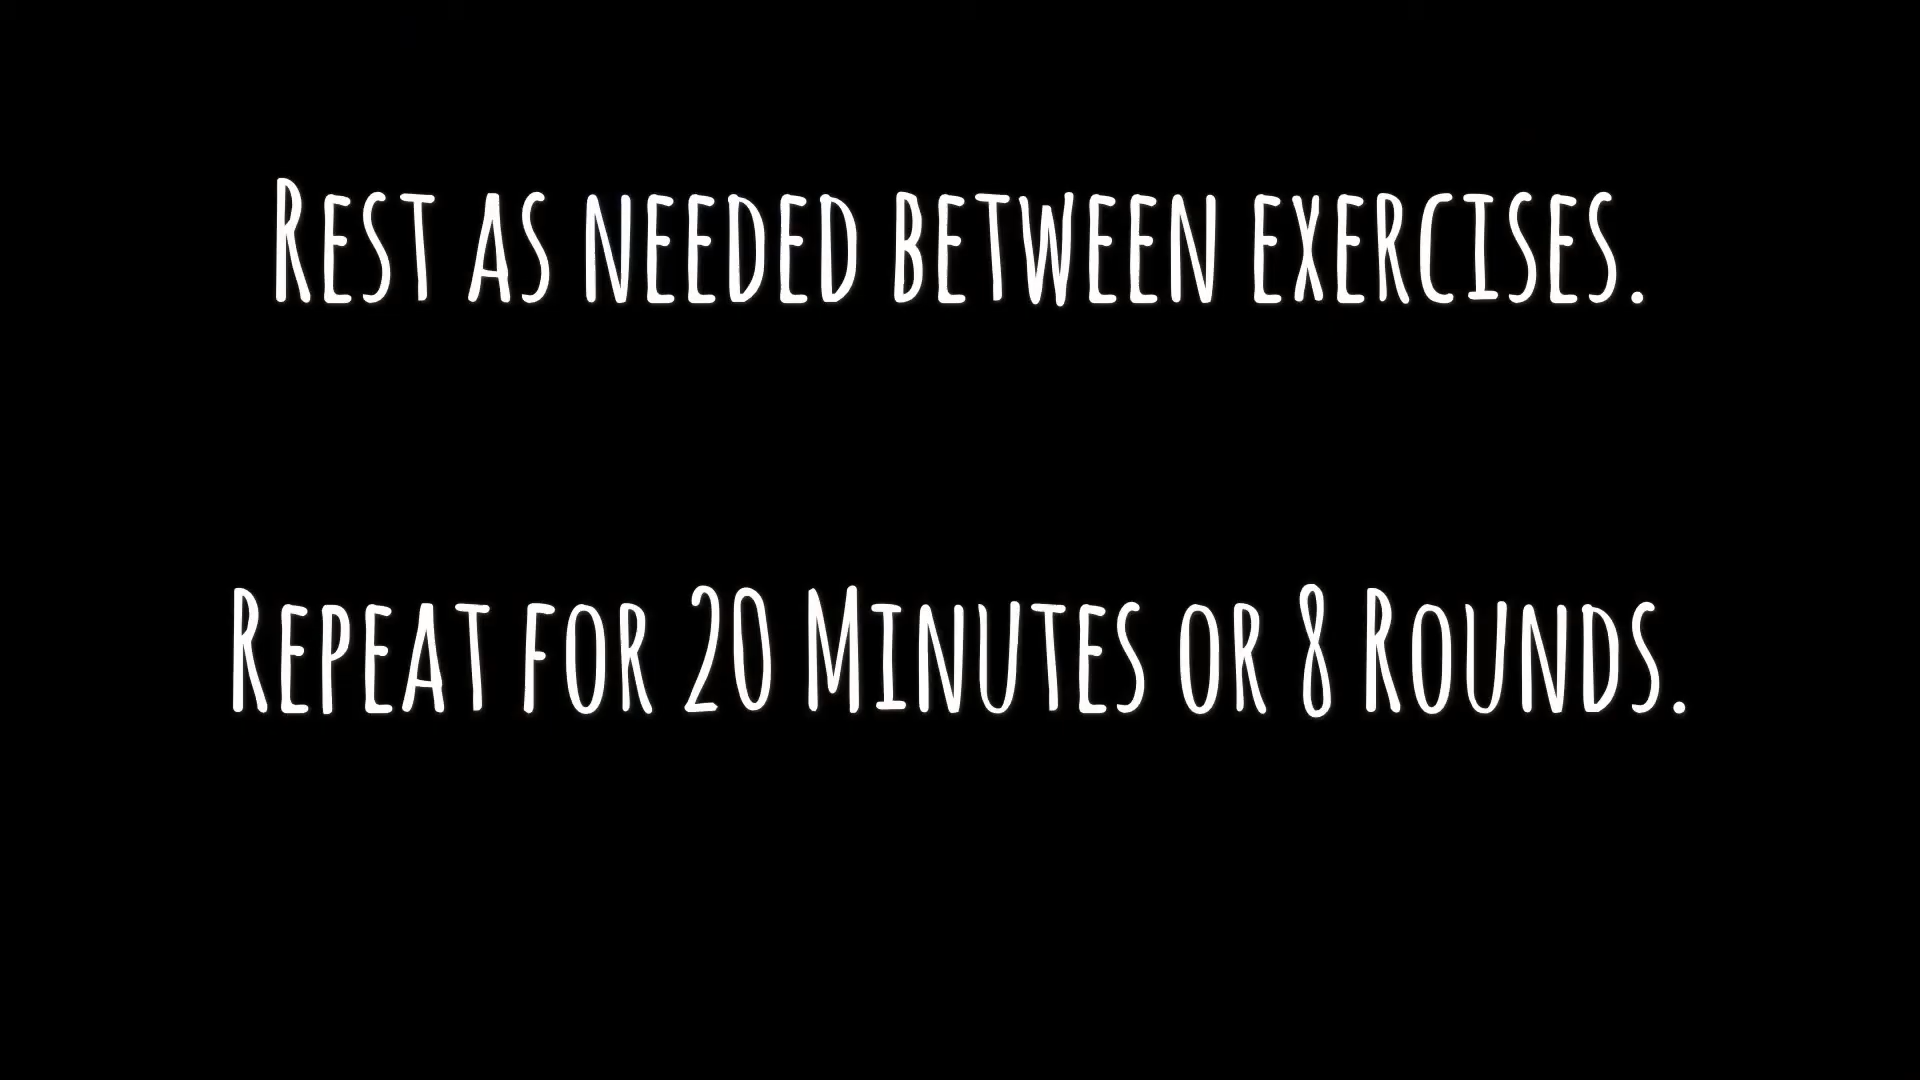 Rest as needed between exercises.
Repeat for 20 Minutes or 8 Rounds.